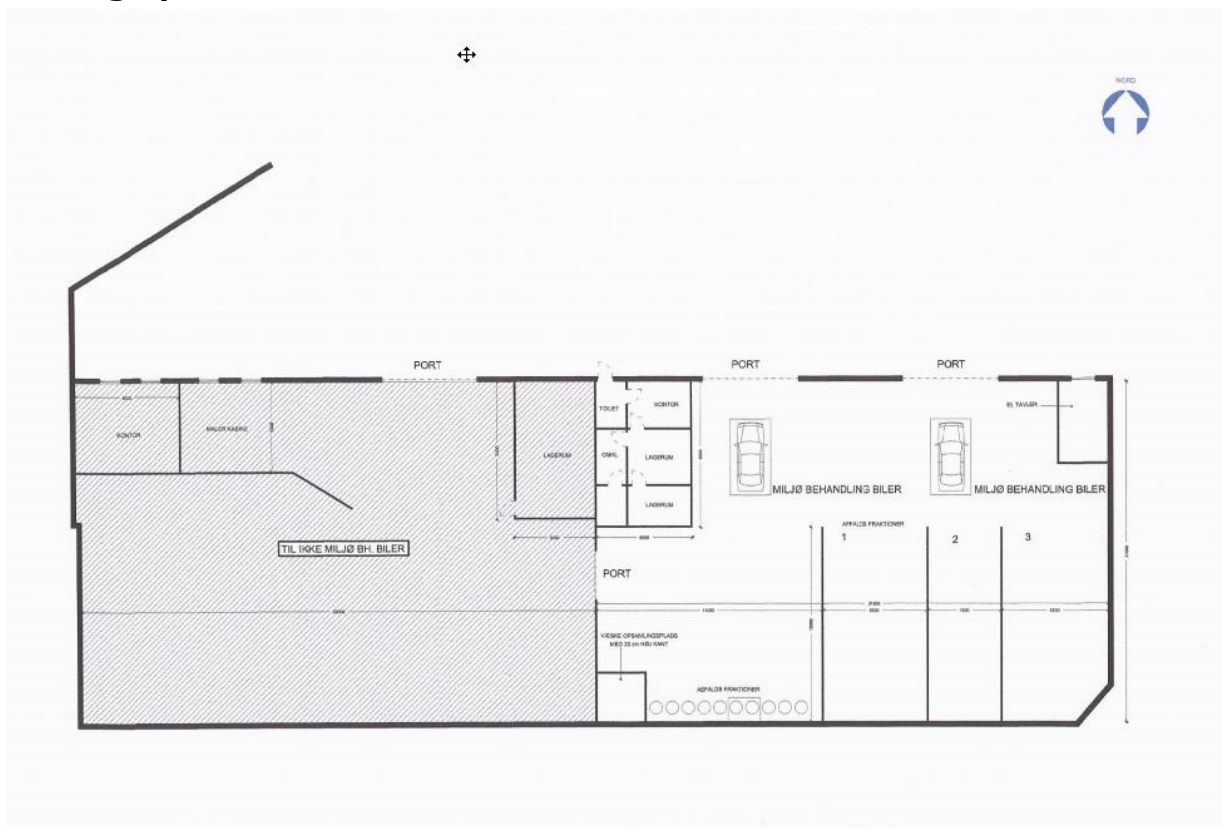 NORD
PORT
PORT
PORT
TOILET
KONTOR
EL TAVLER
KONTOR
MALER KABINE
LAGERUM
OMKL
LAGERUM
MILJØ BEHANDLING BILER
MILJØ BEHANDLING BILER
LAGERUM
AFFALDS FRAKTIONER
1
2
3
TIL IKKE MILJØ BH. BILER
PORT
VÆSKE OPSAMLINGSPLADS
MED 20 cm HØJ KANT
AFFALDS FRAKTIONER